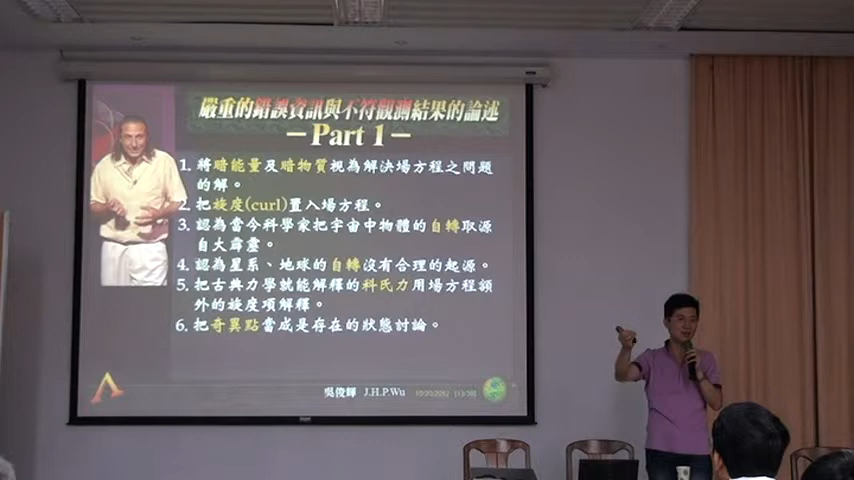 嚴重的錯誤資訊與不符觀測結果的論述
－Part 1－
1. 將暗能量及暗物質視為解決場方程之問題
的解。
2. 把旋度(curl)置入場方程。
3. 認為當今科學家把宇宙中物體的自轉取源
自大霹靂。
4. 認為星系、地球的自轉沒有合理的起源。
5. 把古典力學就能解釋的科氏力用場方程額
外的旋度項解釋。
6. 把奇異點當成是存在的狀態討論。
吳俊輝 J.H.P.Wu 10/20/2012